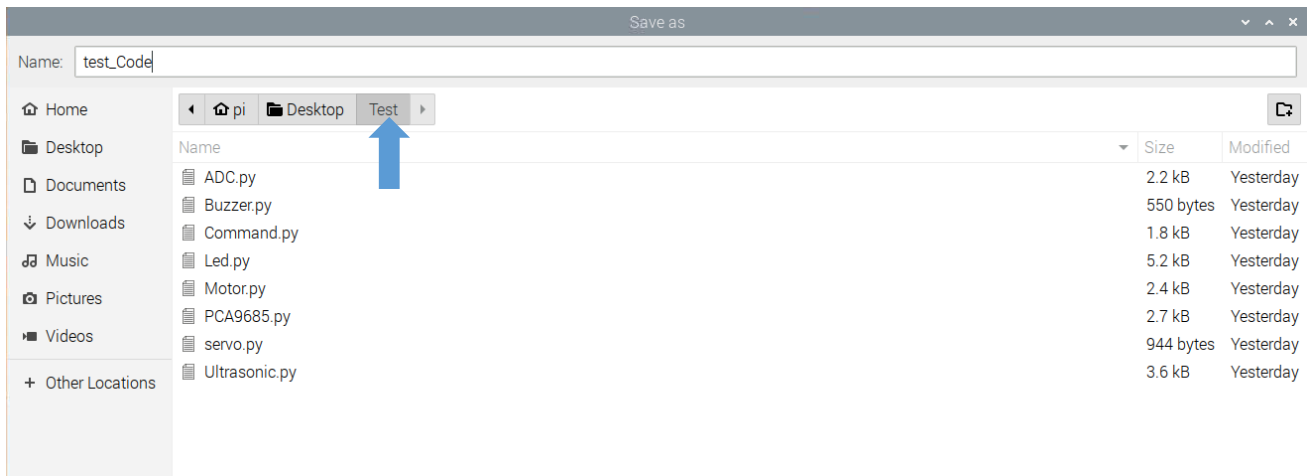 Save as
Name: test_Code
Home
Desktop
Documents
Downloads
Music
Pictures
Videos
+ Other Locations
pi Desktop Test
Name Size Modified
ADC.py 2.2 kB Yesterday
Buzzer.py 550 bytes Yesterday
Command.py 1.8 kB Yesterday
Led.py 5.2 kB Yesterday
Motor.py 2.4 kB Yesterday
PCA9685.py 2.7 kB Yesterday
servo.py 944 bytes Yesterday
Ultrasonic.py 3.6 kB Yesterday